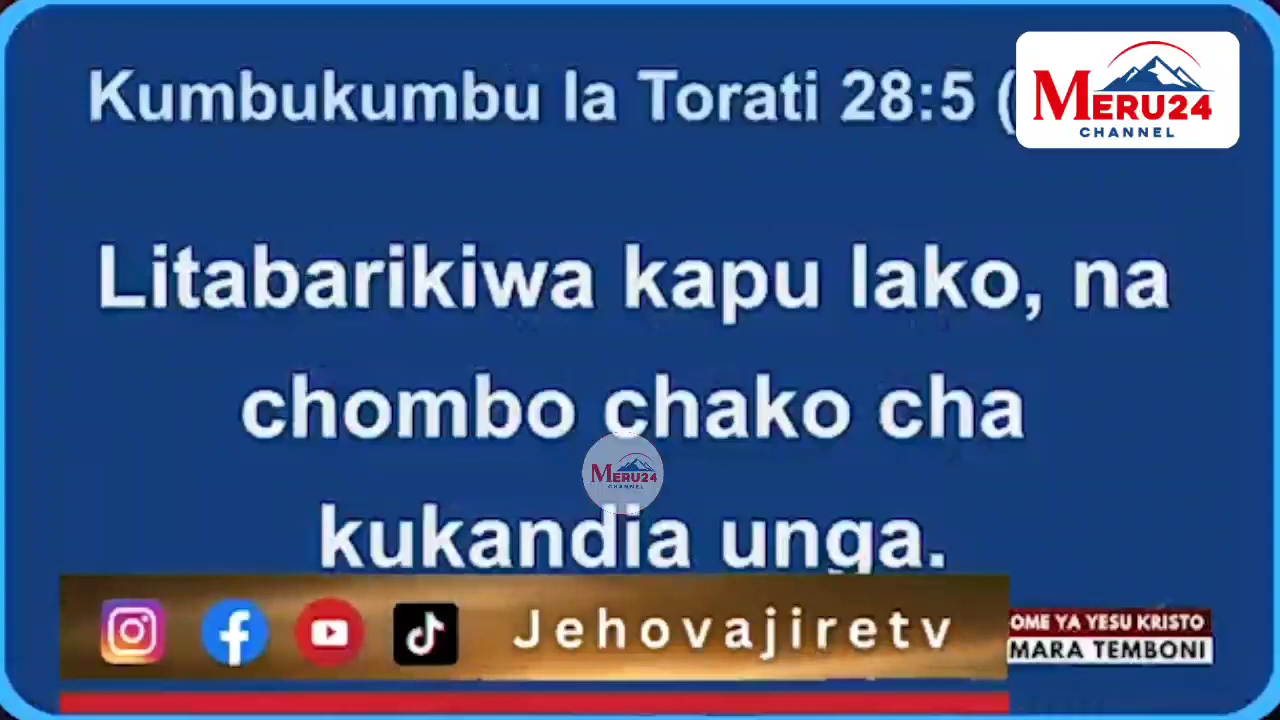 Kumbukumbu la Torati 28:5 (
MERU24
CHANNEL
Litabarikiwa kapu lako, na
chombo chako cha
MERU24
CHANNEL
kukandia unga.
Jehovajiretv
OME YA YESU KRISTO
MARA TEMBONI